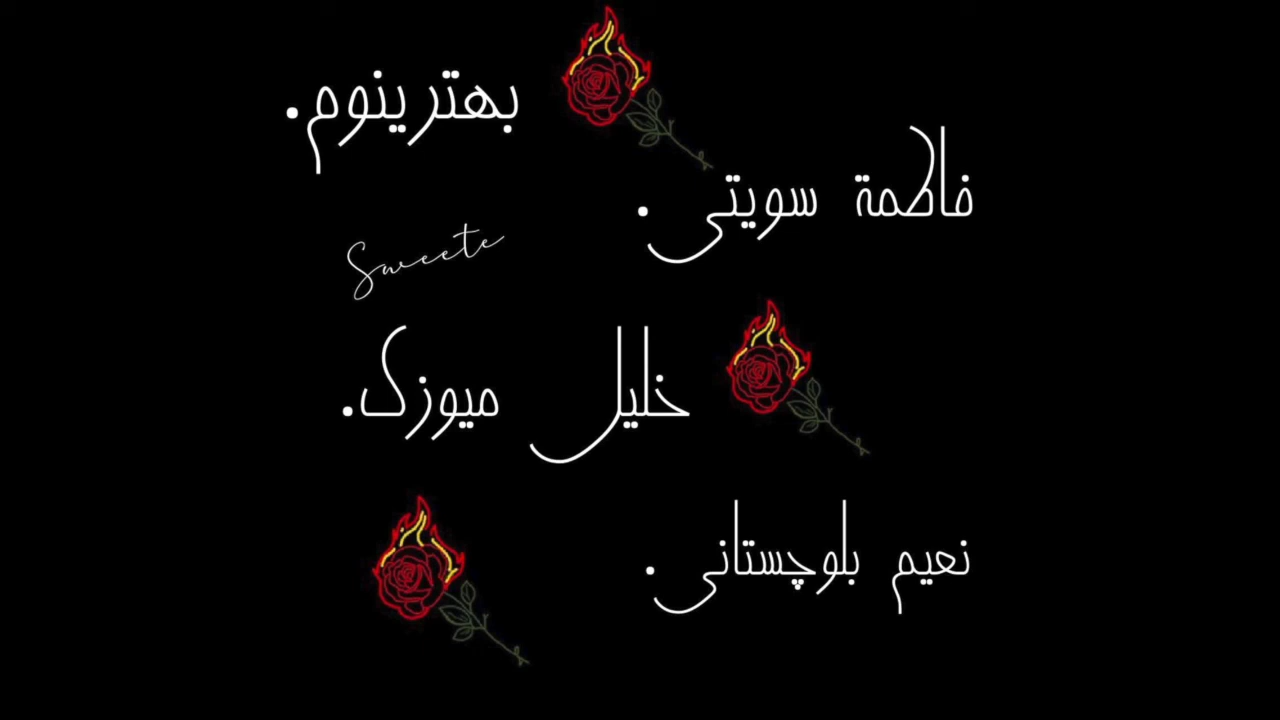 بهترینوم.
فاطمة سویتی .
Sweete
خلیل میوزک.
نعیم بلوچستانی .